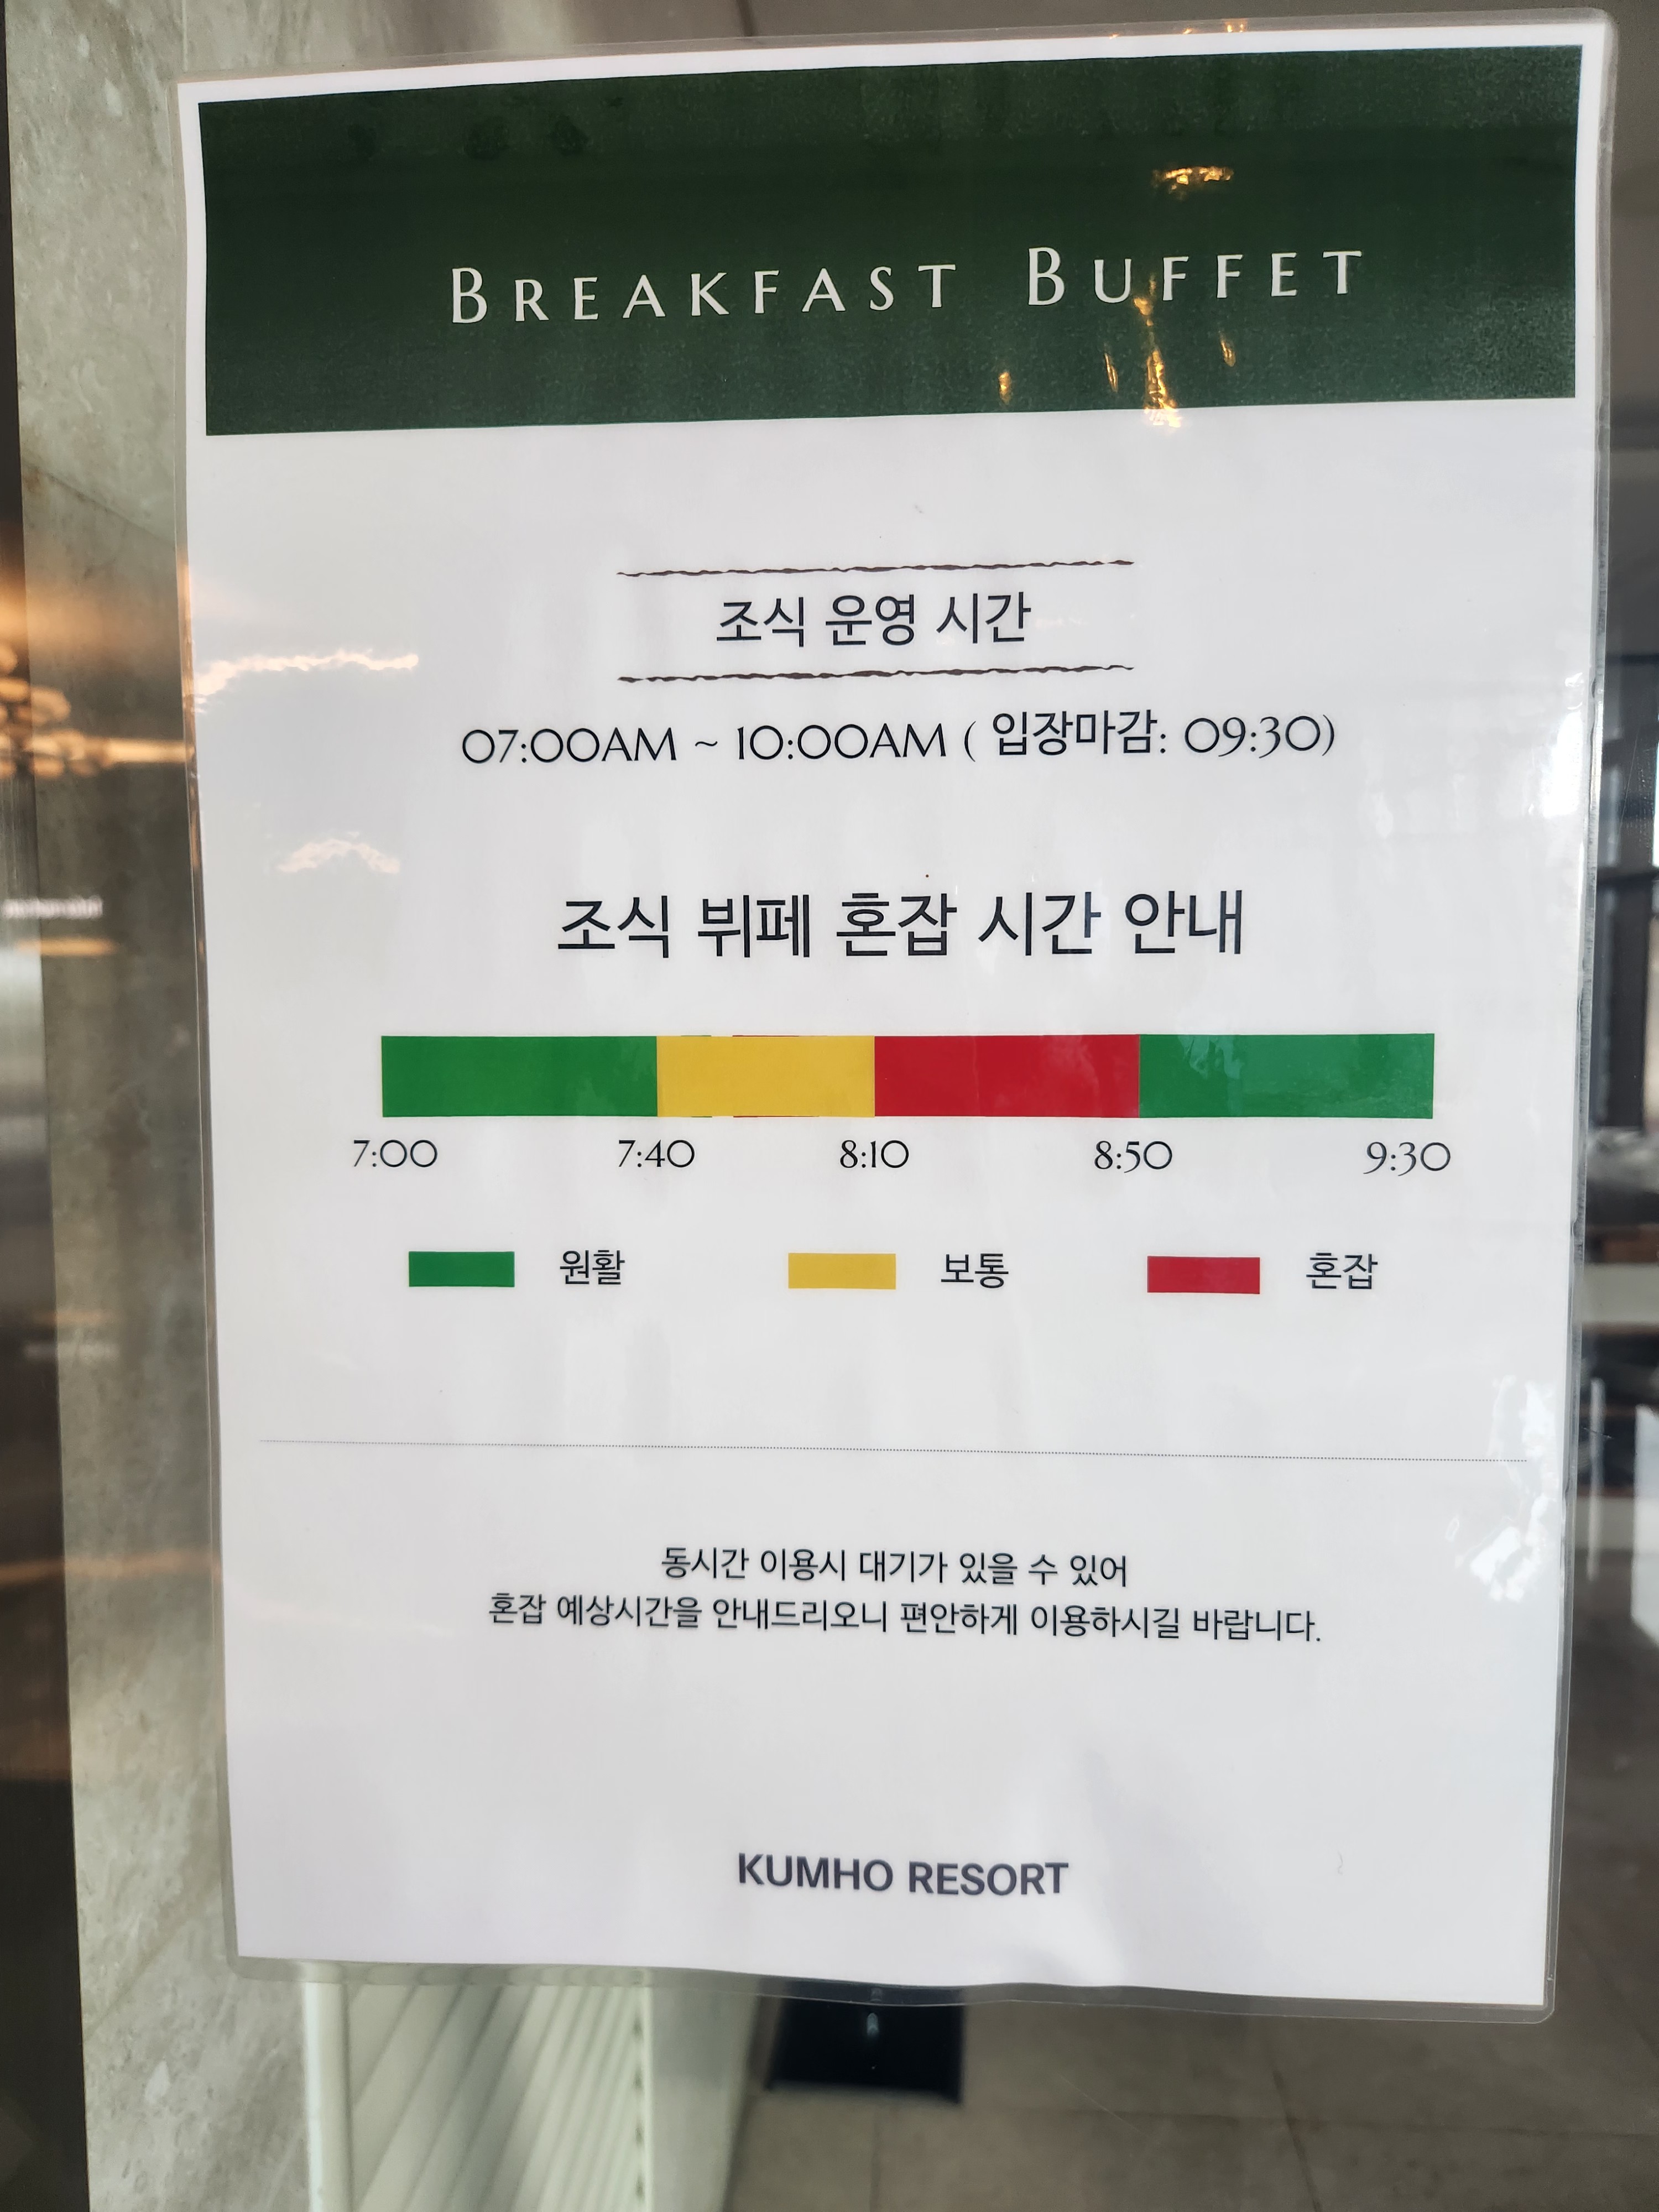 BREAKFAST BUFFET
조식 운영 시간
07:00AM ~ 10:00AM ( 입장마감: 09:30)
조식 뷔페 혼잡 시간 안내
7:00 7:40 8:10 8:50 9:30
원활 보통 혼잡
동시간 이용시 대기가 있을 수 있어
혼잡 예상시간을 안내드리오니 편안하게 이용하시길 바랍니다.
KUMHO RESORT